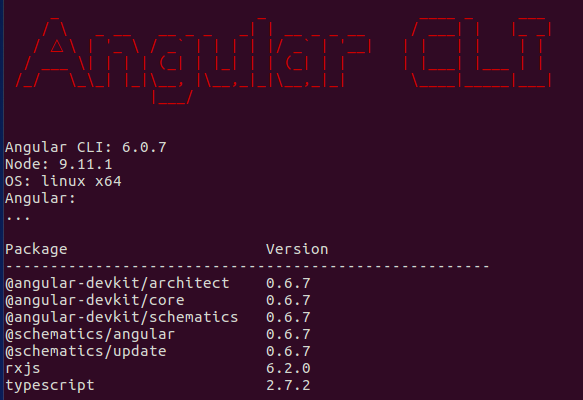 Angular CLI
Angular CLI: 6.0.7
Node: 9.11.1
OS: linux x64
Angular:
...
Package Version
------------------------------------------------------
@angular-devkit/architect 0.6.7
@angular-devkit/core 0.6.7
@angular-devkit/schematics 0.6.7
@schematics/angular 0.6.7
@schematics/update 0.6.7
rxjs 6.2.0
typescript 2.7.2